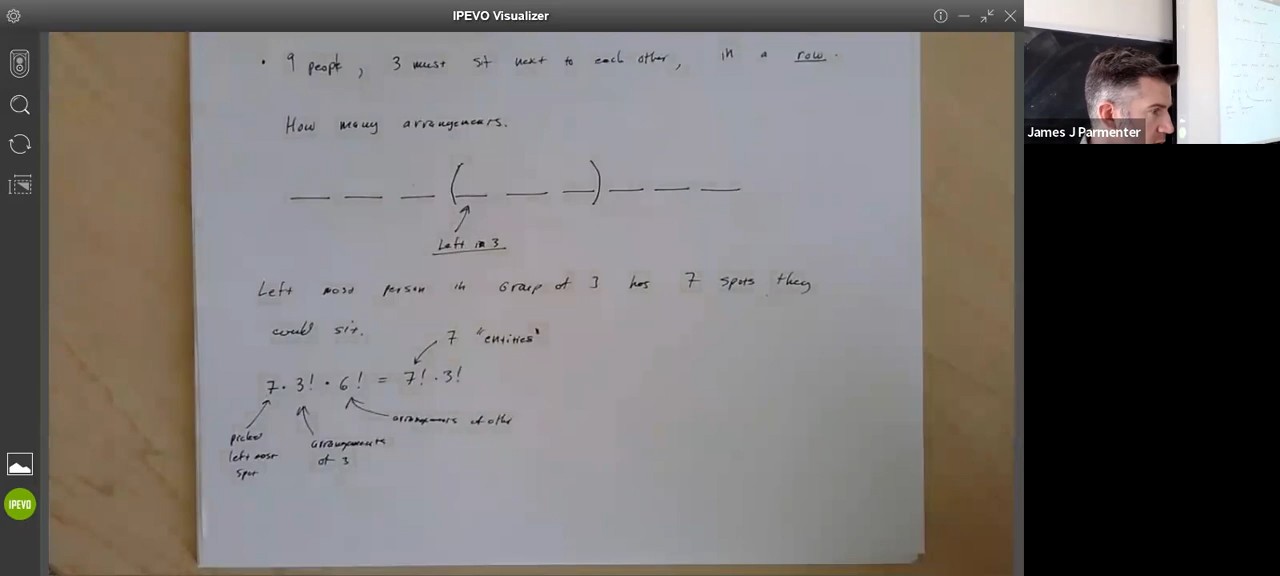 IPEVO Visualizer
James J Parmenter
• 9 people, 3 must sit next to each other, in a row.
How many arrangements.
Left in 3
Left most person in Group of 3 has 7 spots they
could sit.
7 "entities"
7 · 3! · 6! = 7! · 3!
arrangements of other
picked
left most
spot
arrangements
of 3
IPEVO